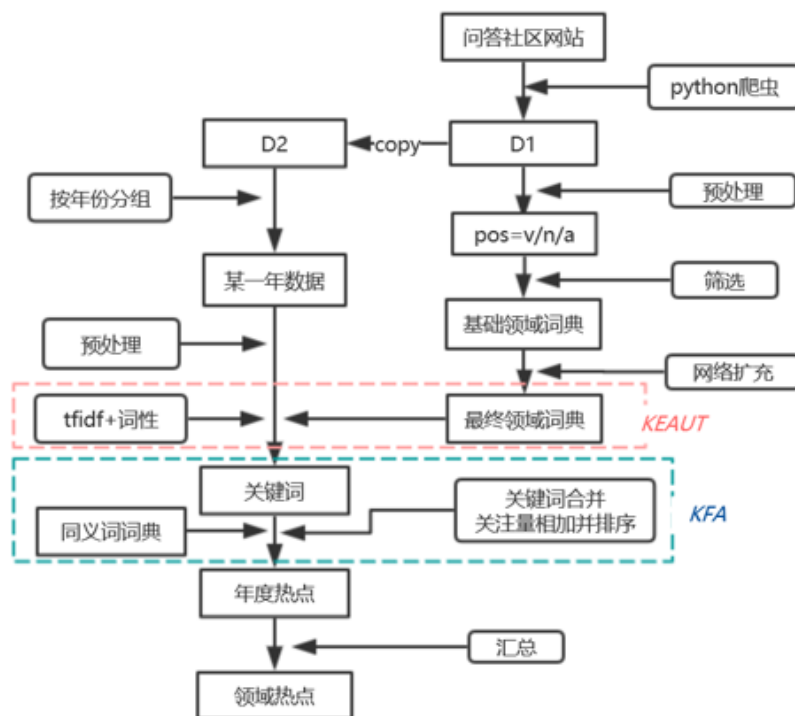 问答社区网站
python爬虫
D2
copy
D1
按年份分组
预处理
pos=v/n/a
某一年数据
筛选
基础领域词典
预处理
网络扩充
tfidf+词性
最终领域词典
KEAUT
关键词
关键词合并
关注量相加并排序
KFA
同义词词典
年度热点
汇总
领域热点